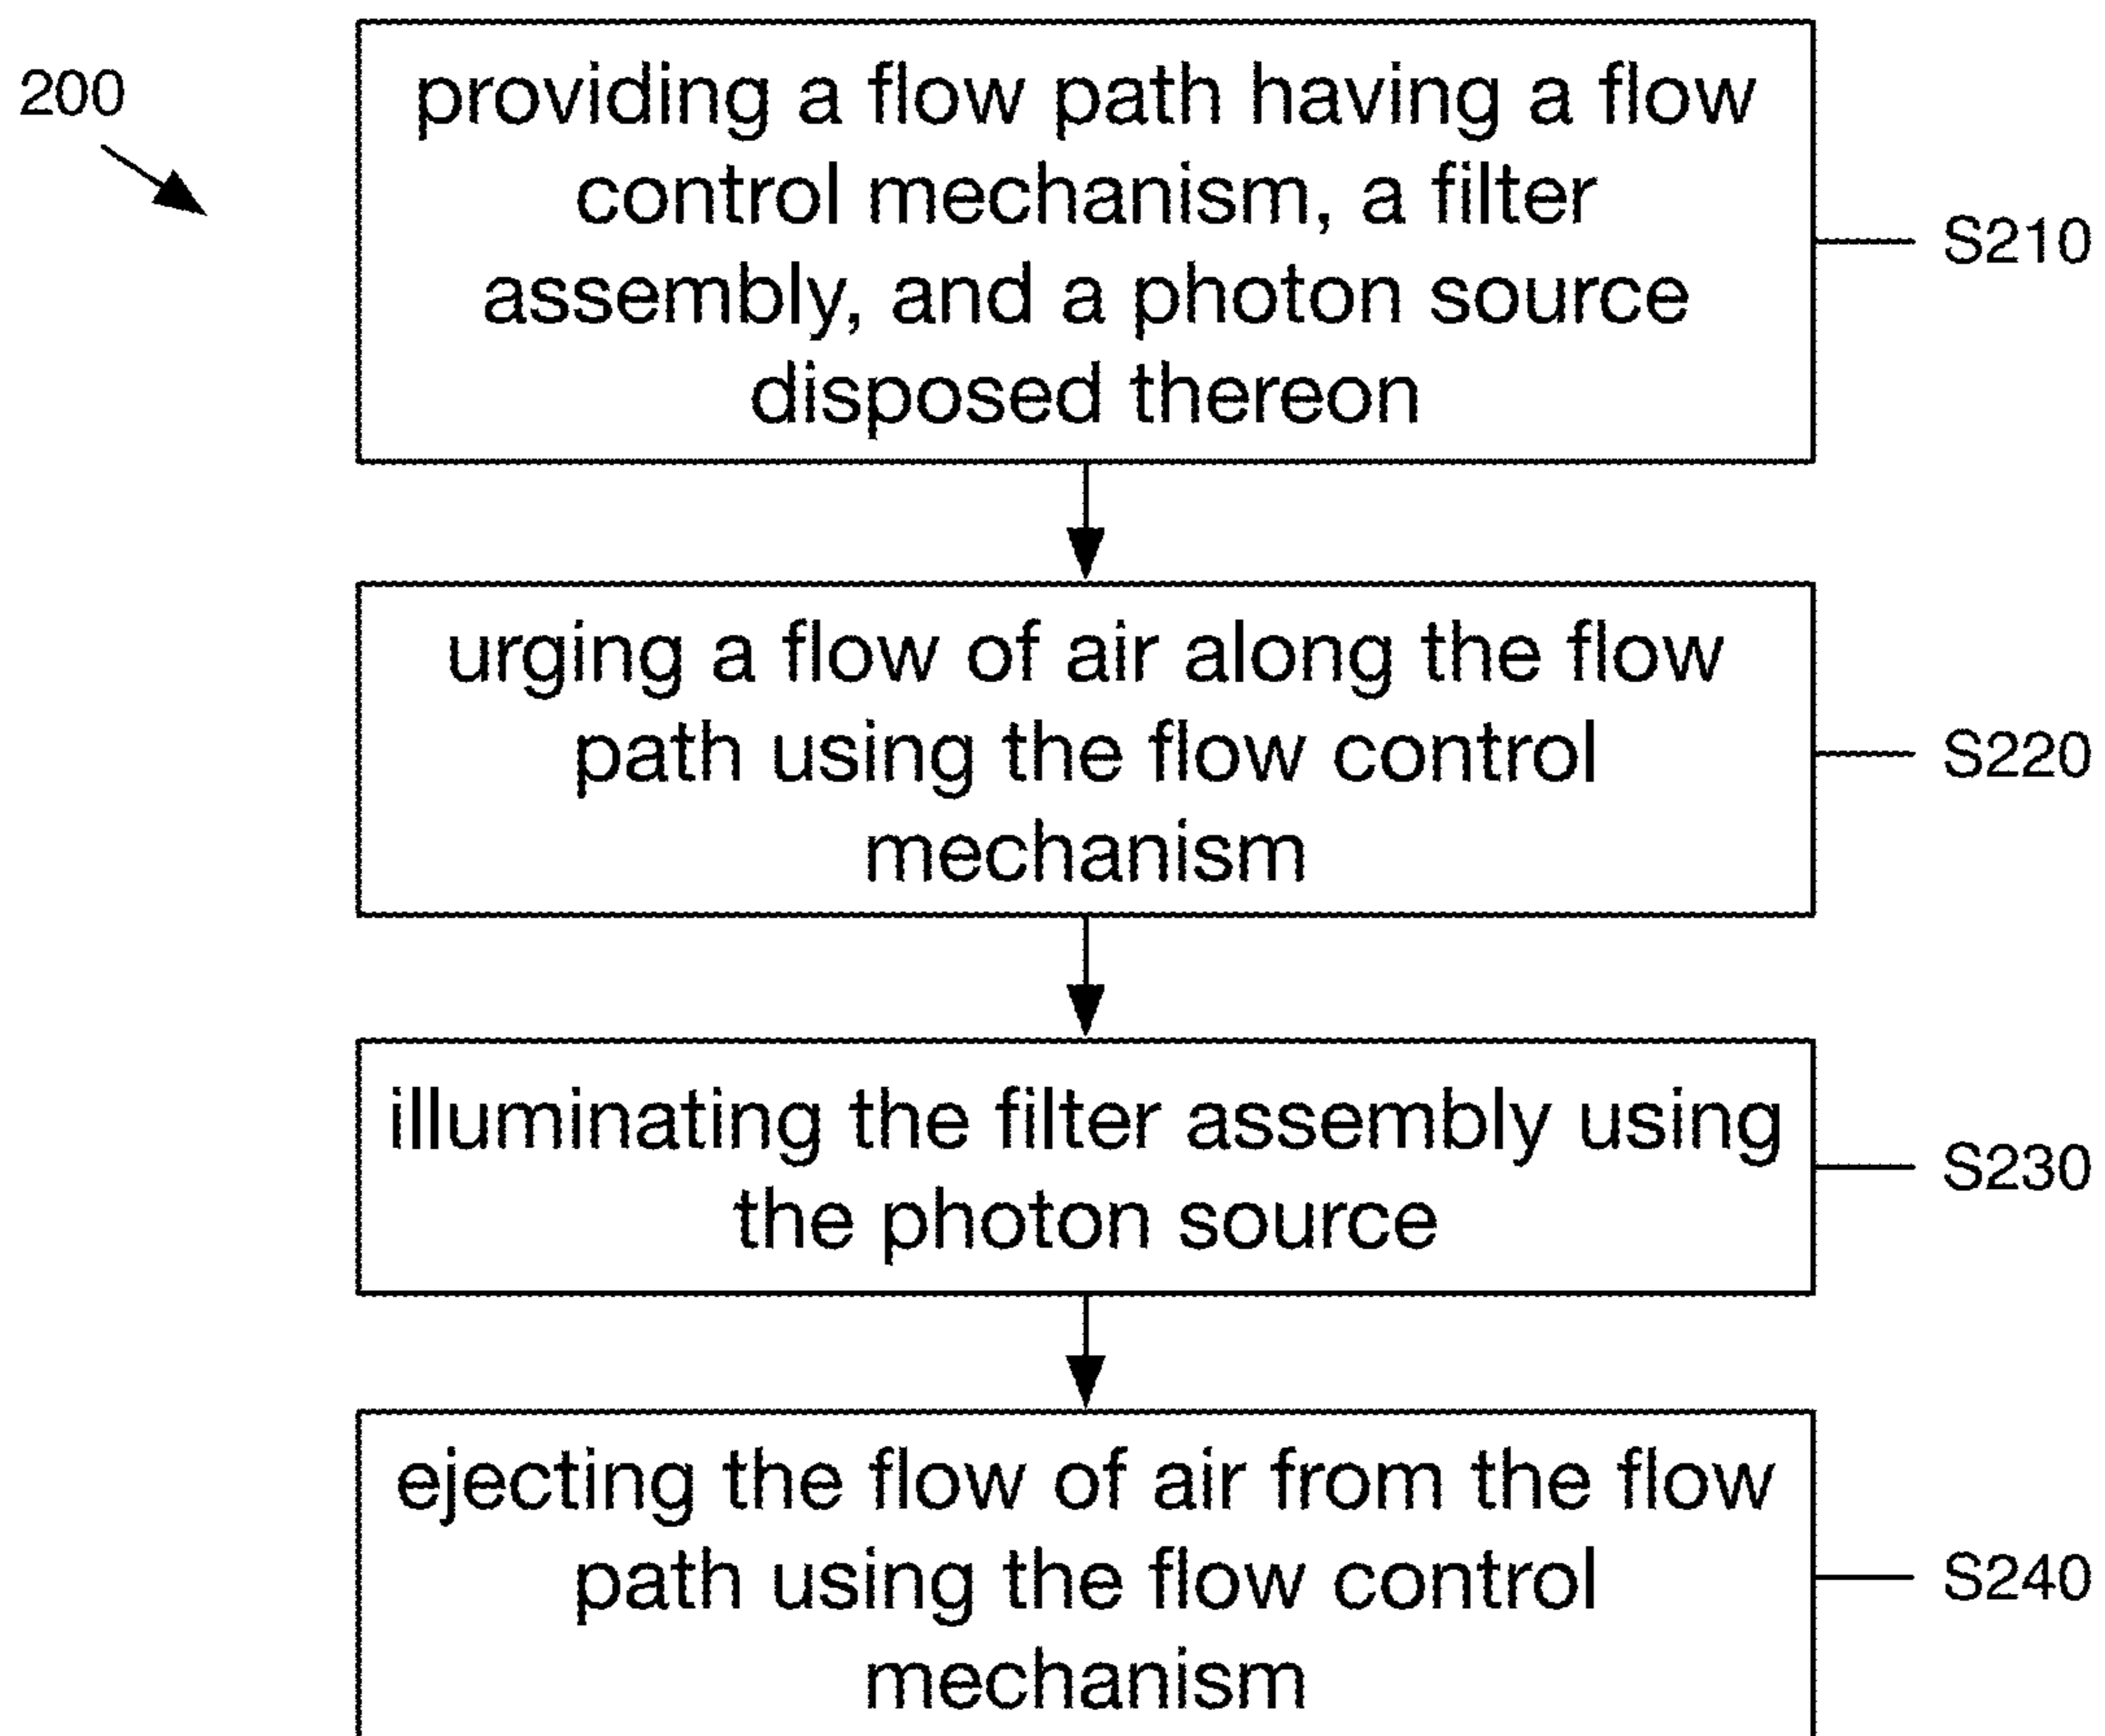 200
providing a flow path having a flow
control mechanism, a filter
assembly, and a photon source
disposed thereon
S210
urging a flow of air along the flow
path using the flow control
mechanism
S220
illuminating the filter assembly using
the photon source
S230
ejecting the flow of air from the flow
path using the flow control
mechanism
S240